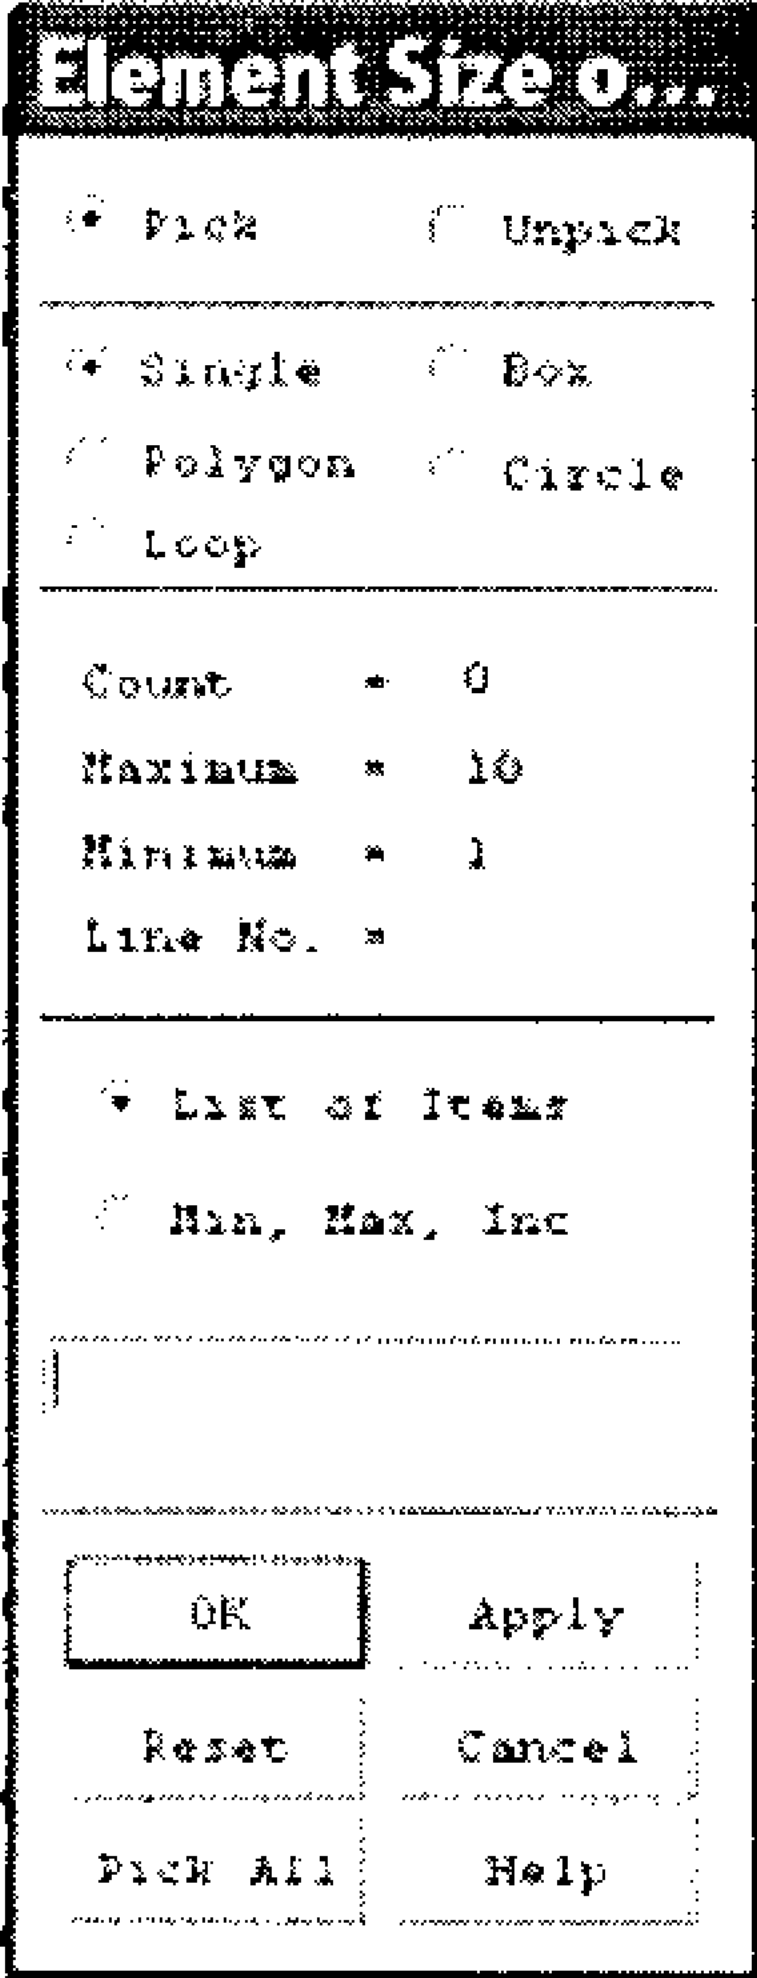 Element Size o...
Pick Unpick
Single Box
Polygon Circle
Loop
Count = 0
Maximum = 10
Minimum = 1
Line No. =
List of Items
Min, Max, Inc
OK Apply
Reset Cancel
Pick All Help